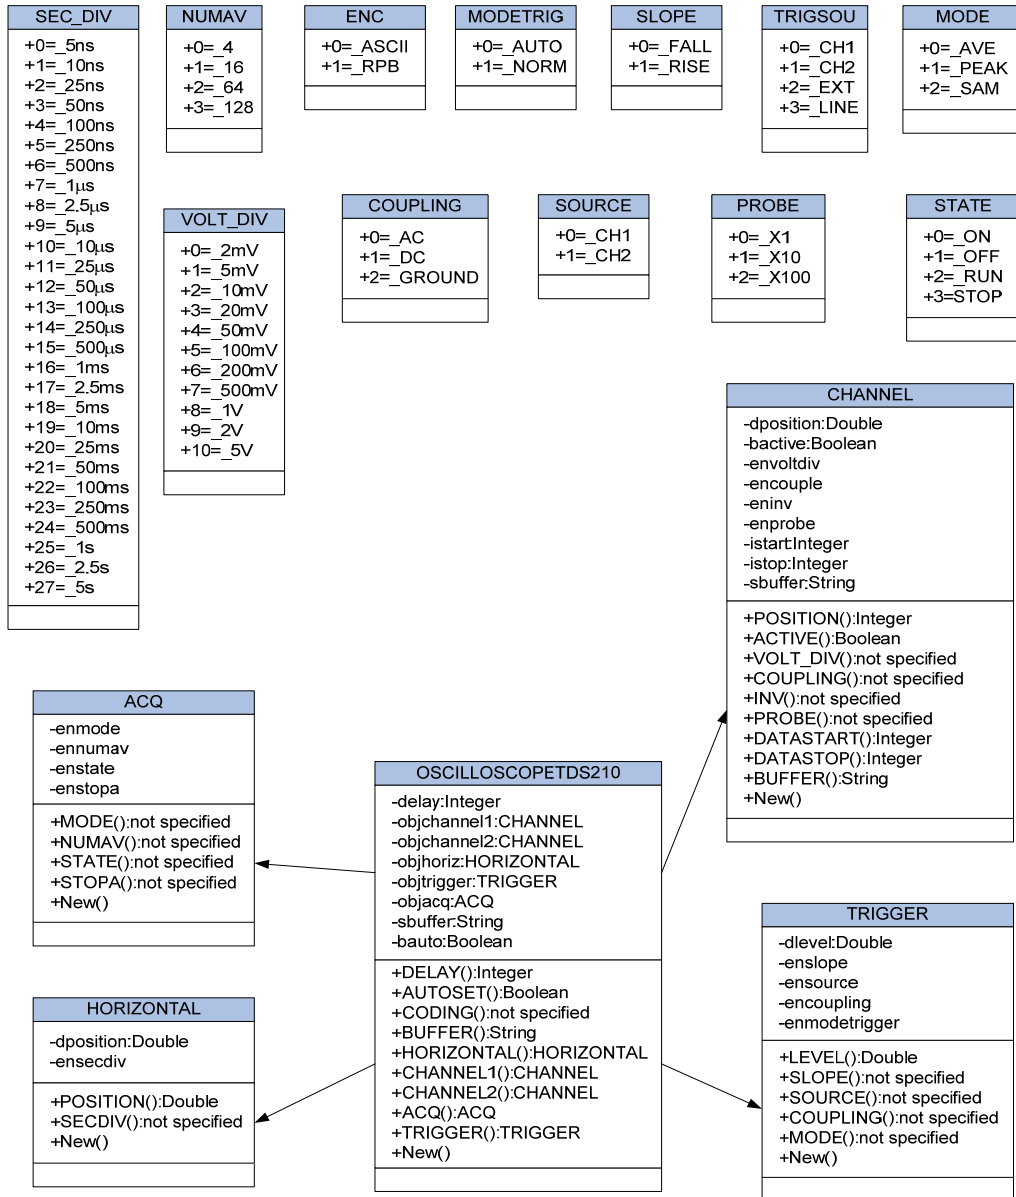 SEC_DIV
+0=_5ns
+1=_10ns
+2=_25ns
+3=_50ns
+4=_100ns
+5=_250ns
+6=_500ns
+7=_1µs
+8=_2.5µs
+9=_5µs
+10=_10µs
+11=_25µs
+12=_50µs
+13=_100µs
+14=_250µs
+15=_500µs
+16=_1ms
+17=_2.5ms
+18=_5ms
+19=_10ms
+20=_25ms
+21=_50ms
+22=_100ms
+23=_250ms
+24=_500ms
+25=_1s
+26=_2.5s
+27=_5s
NUMAV
+0=_4
+1=_16
+2=_64
+3=_128
ENC
+0=_ASCII
+1=_RPB
MODETRIG
+0=_AUTO
+1=_NORM
SLOPE
+0=_FALL
+1=_RISE
TRIGSOU
+0=_CH1
+1=_CH2
+2=_EXT
+3=_LINE
MODE
+0=_AVE
+1=_PEAK
+2=_SAM
VOLT_DIV
+0=_2mV
+1=_5mV
+2=_10mV
+3=_20mV
+4=_50mV
+5=_100mV
+6=_200mV
+7=_500mV
+8=_1V
+9=_2V
+10=_5V
COUPLING
+0=_AC
+1=_DC
+2=_GROUND
SOURCE
+0=_CH1
+1=_CH2
PROBE
+0=_X1
+1=_X10
+2=_X100
STATE
+0=_ON
+1=_OFF
+2=_RUN
+3=STOP
CHANNEL
-dposition:Double
-bactive:Boolean
-envoltdiv
-encouple
-eninv
-enprobe
-istart:Integer
-istop:Integer
-sbuffer:String
+POSITION():Integer
+ACTIVE():Boolean
+VOLT_DIV():not specified
+COUPLING():not specified
+INV():not specified
+PROBE():not specified
+DATASTART():Integer
+DATASTOP():Integer
+BUFFER():String
+New()
ACQ
-enmode
-ennumav
-enstate
-enstopa
+MODE():not specified
+NUMAV():not specified
+STATE():not specified
+STOPA():not specified
+New()
OSCILLOSCOPETDS210
-delay:Integer
-objchannel1:CHANNEL
-objchannel2:CHANNEL
-objhoriz:HORIZONTAL
-objtrigger:TRIGGER
-objacq:ACQ
-sbuffer:String
-bauto:Boolean
+DELAY():Integer
+AUTOSET():Boolean
+CODING():not specified
+BUFFER():String
+HORIZONTAL():HORIZONTAL
+CHANNEL1():CHANNEL
+CHANNEL2():CHANNEL
+ACQ():ACQ
+TRIGGER():TRIGGER
+New()
HORIZONTAL
-dposition:Double
-ensecdiv
+POSITION():Double
+SECDIV():not specified
+New()
TRIGGER
-dlevel:Double
-enslope
-ensource
-encoupling
-enmodetrigger
+LEVEL():Double
+SLOPE():not specified
+SOURCE():not specified
+COUPLING():not specified
+MODE():not specified
+New()